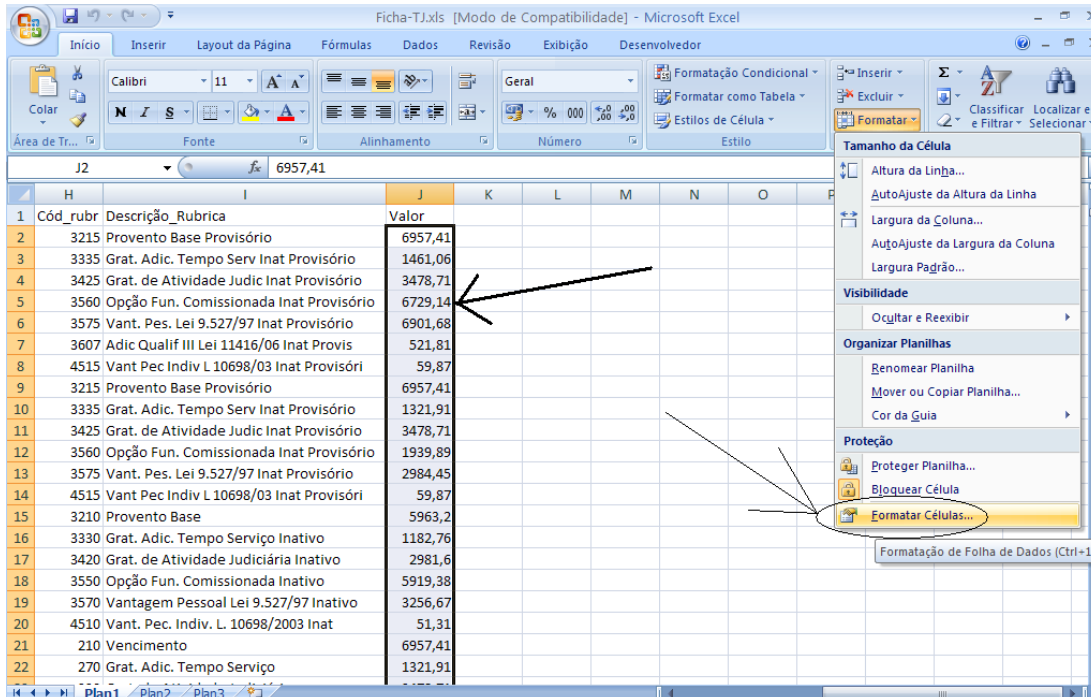 Ficha-TJ.xls [Modo de Compatibilidade] - Microsoft Excel
Início Inserir Layout da Página Fórmulas Dados Revisão Exibição Desenvolvedor
Colar
Calibri 11
N I S
Geral
% 000
Formatação Condicional
Formatar como Tabela
Estilos de Célula
Inserir
Excluir
Formatar
Classificar e Filtrar
Localizar e Selecionar
Área de Tr... Fonte Alinhamento Número Estilo
J2 fx 6957,41
H I J K L M N O P
1 Cód_rubr Descrição_Rubrica Valor
2 3215 Provento Base Provisório 6957,41
3 3335 Grat. Adic. Tempo Serv Inat Provisório 1461,06
4 3425 Grat. de Atividade Judic Inat Provisório 3478,71
5 3560 Opção Fun. Comissionada Inat Provisório 6729,14
6 3575 Vant. Pes. Lei 9.527/97 Inat Provisório 6901,68
7 3607 Adic Qualif III Lei 11416/06 Inat Provis 521,81
8 4515 Vant Pec Indiv L 10698/03 Inat Provisóri 59,87
9 3215 Provento Base Provisório 6957,41
10 3335 Grat. Adic. Tempo Serv Inat Provisório 1321,91
11 3425 Grat. de Atividade Judic Inat Provisório 3478,71
12 3560 Opção Fun. Comissionada Inat Provisório 1939,89
13 3575 Vant. Pes. Lei 9.527/97 Inat Provisório 2984,45
14 4515 Vant Pec Indiv L 10698/03 Inat Provisóri 59,87
15 3210 Provento Base 5963,2
16 3330 Grat. Adic. Tempo Serviço Inativo 1182,76
17 3420 Grat. de Atividade Judiciária Inativo 2981,6
18 3550 Opção Fun. Comissionada Inativo 5919,38
19 3570 Vantagem Pessoal Lei 9.527/97 Inativo 3256,67
20 4510 Vant. Pec. Indiv. L. 10698/2003 Inat 51,31
21 210 Vencimento 6957,41
22 270 Grat. Adic. Tempo Serviço 1321,91
Plan1 Plan2 Plan3
Tamanho da Célula
Altura da Linha...
AutoAjuste da Altura da Linha
Largura da Coluna...
AutoAjuste da Largura da Coluna
Largura Padrão...
Visibilidade
Ocultar e Reexibir
Organizar Planilhas
Renomear Planilha
Mover ou Copiar Planilha...
Cor da Guia
Proteção
Proteger Planilha...
Bloquear Célula
Formatar Células...
Formatação de Folha de Dados (Ctrl+1